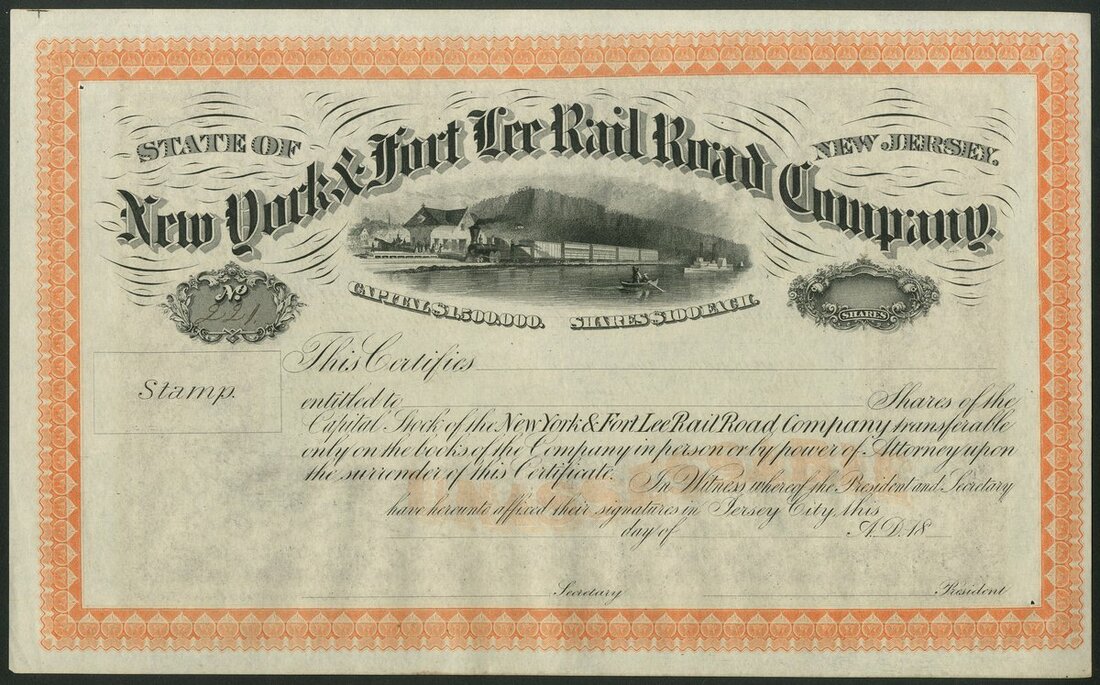 STATE OF
NEW JERSEY.
New York & Fort Lee Rail Road Company.
CAPITAL $1,500,000. SHARES $100 EACH.
No 221
SHARES
Stamp.
This Certifies
entitled to Shares of the
Capital Stock of the New York & Fort Lee Rail Road Company transferable
only on the books of the Company in person or by power of Attorney upon
the surrender of this Certificate. In Witness whereof the President and Secretary
have hereunto affixed their signatures in Jersey City, this
day of A.D. 18
Secretary President